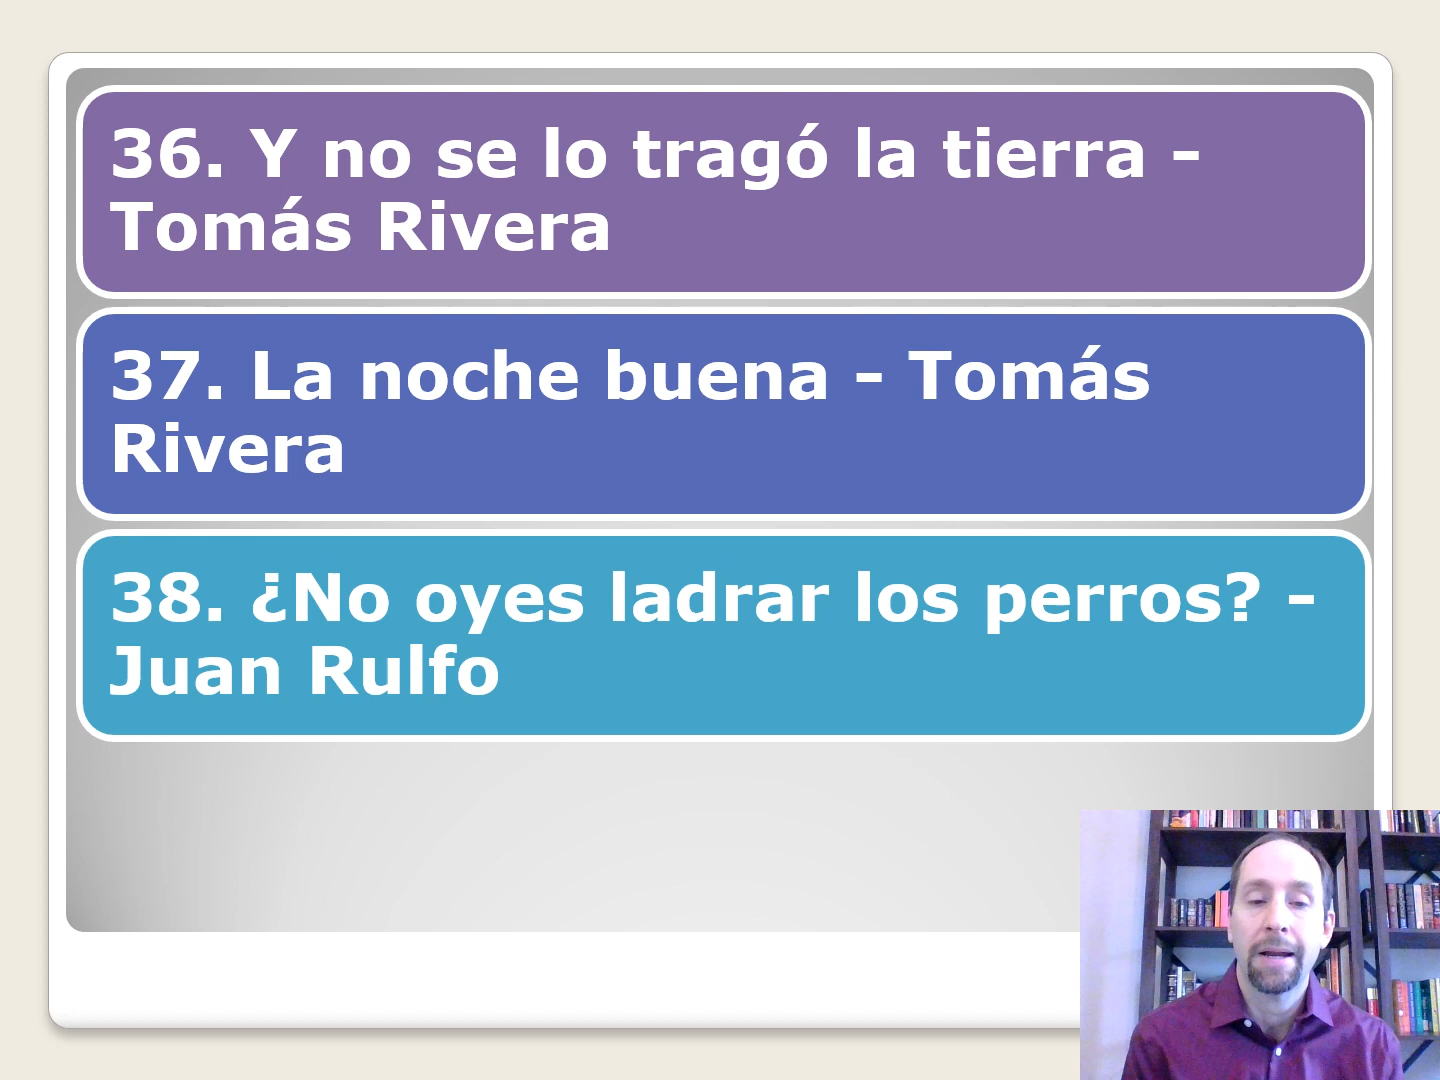 36. Y no se lo tragó la tierra -
Tomás Rivera
37. La noche buena - Tomás
Rivera
38. ¿No oyes ladrar los perros? -
Juan Rulfo